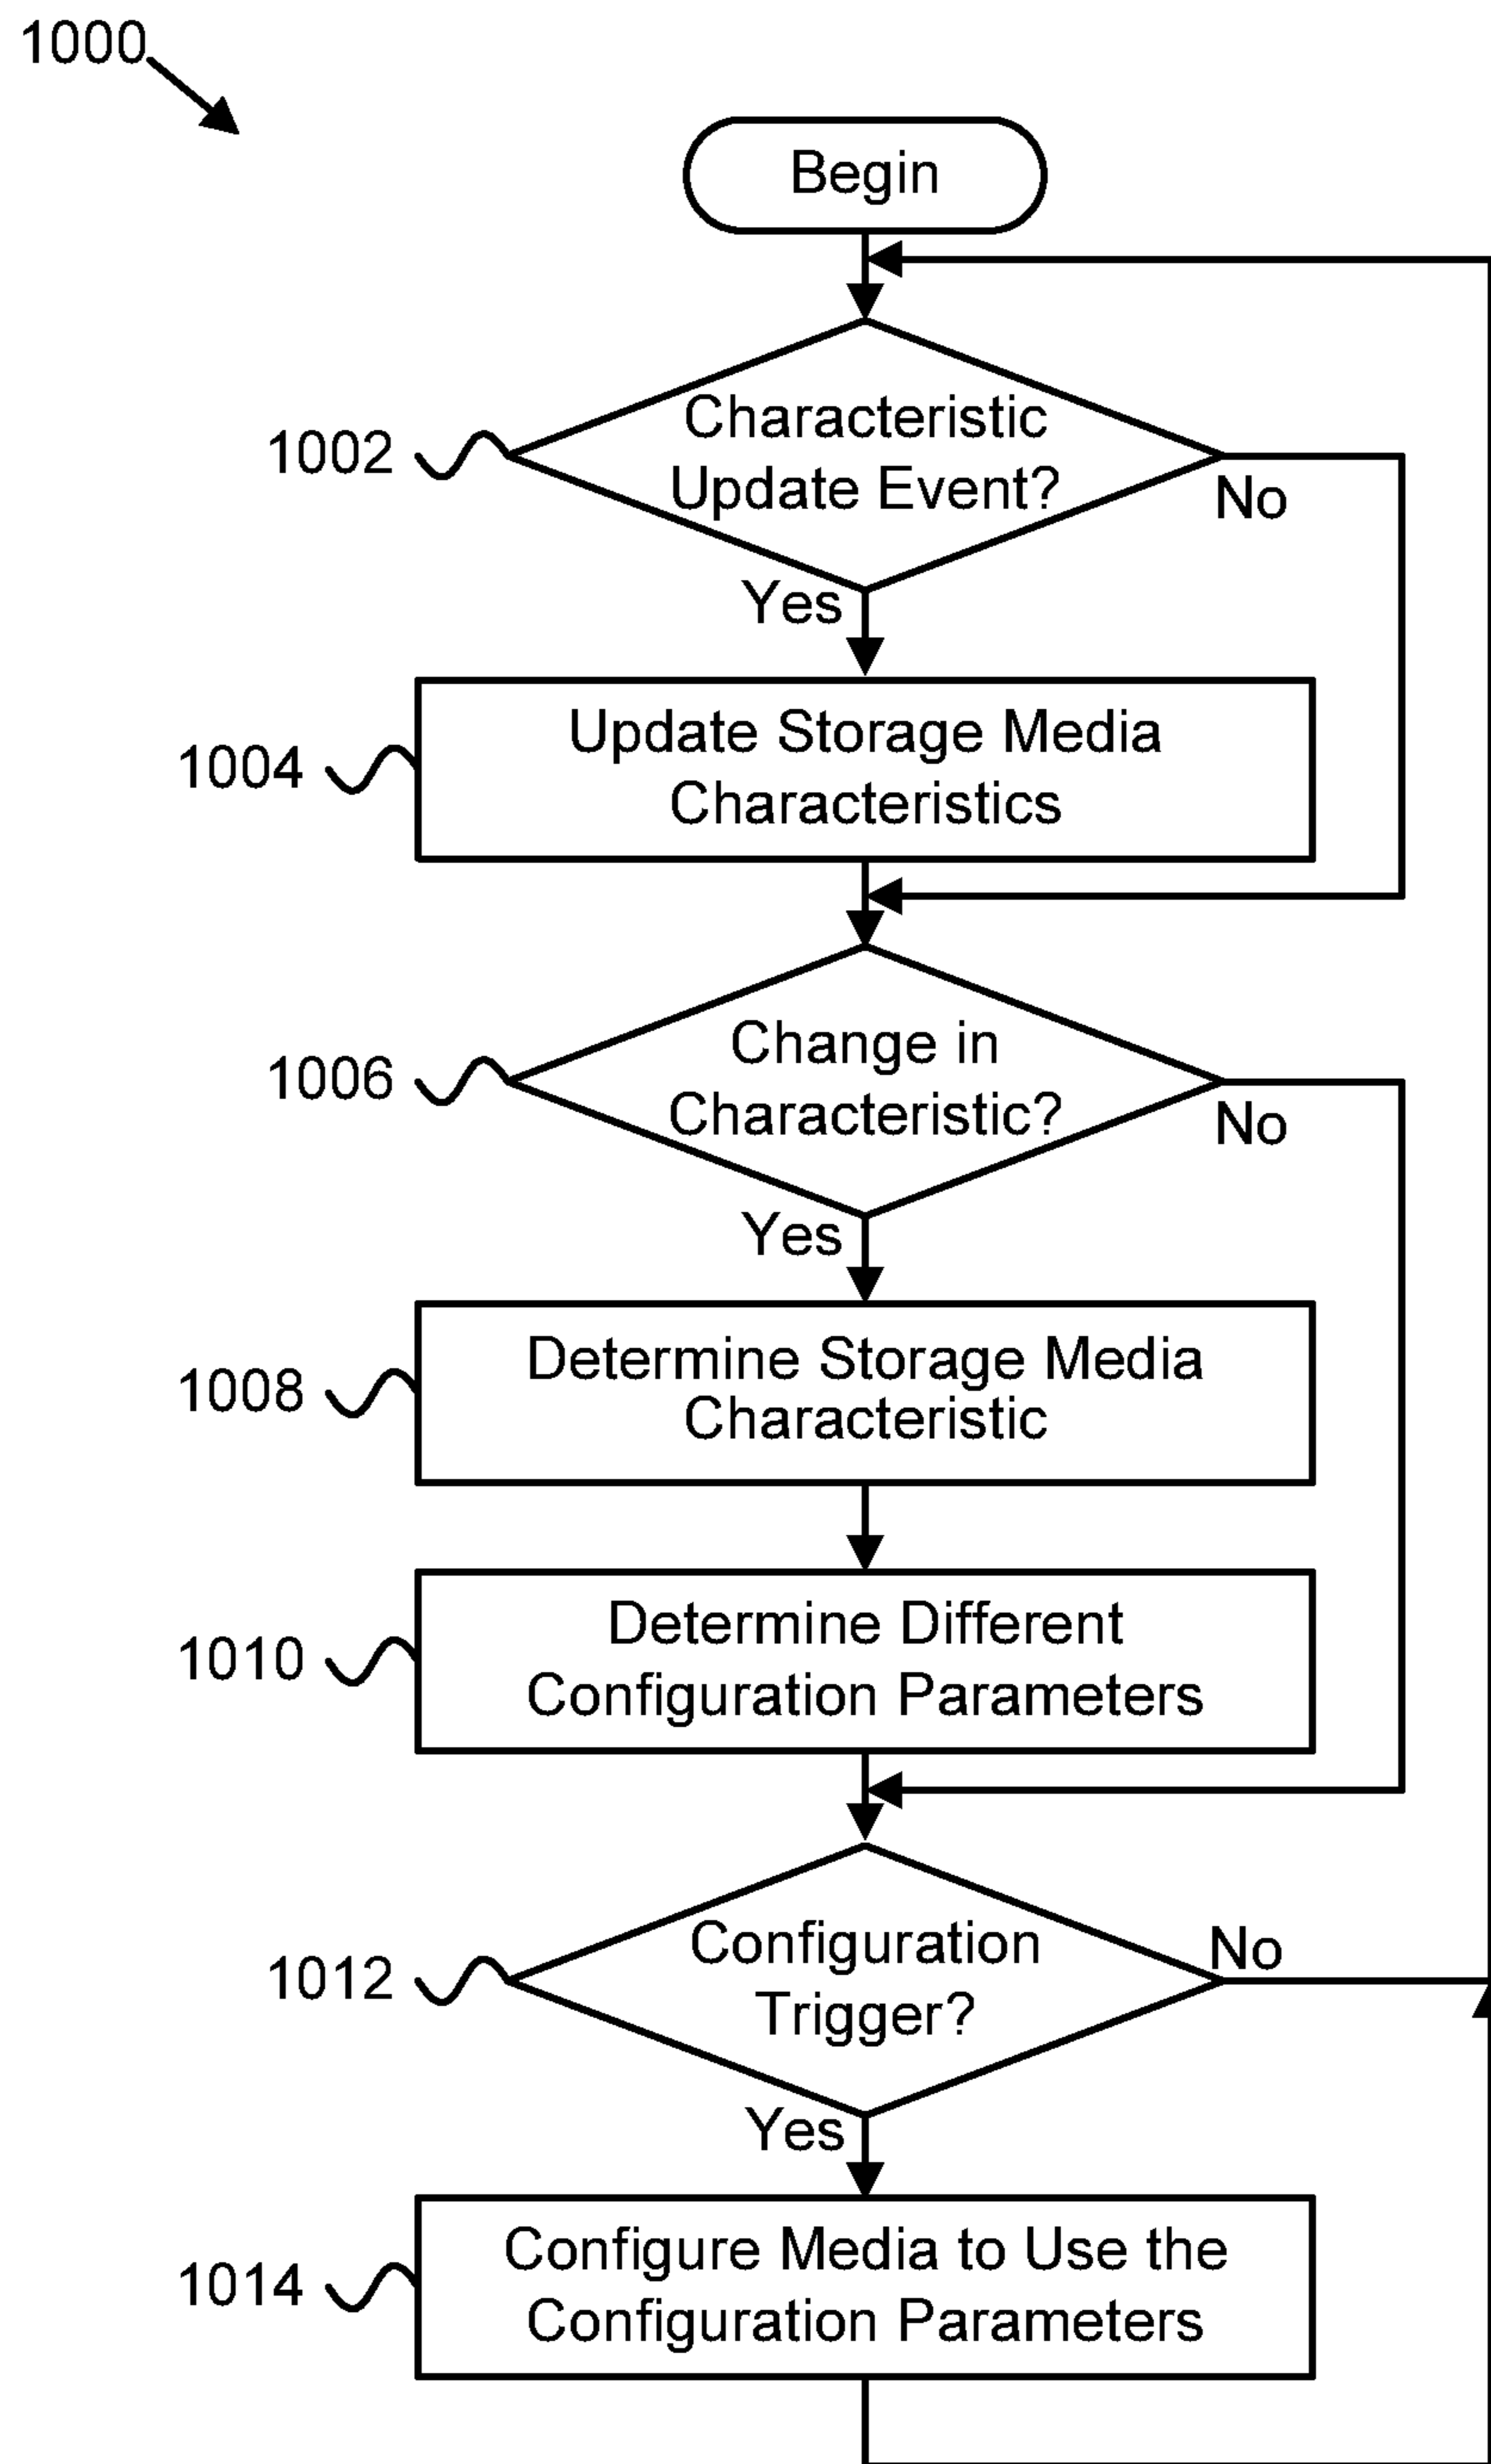 1000
Begin
Characteristic
Update Event?
1002
No
Yes
Update Storage Media
Characteristics
1004
Change in
Characteristic?
1006
No
Yes
Determine Storage Media
Characteristic
1008
Determine Different
Configuration Parameters
1010
Configuration
Trigger?
1012
No
Yes
Configure Media to Use the
Configuration Parameters
1014